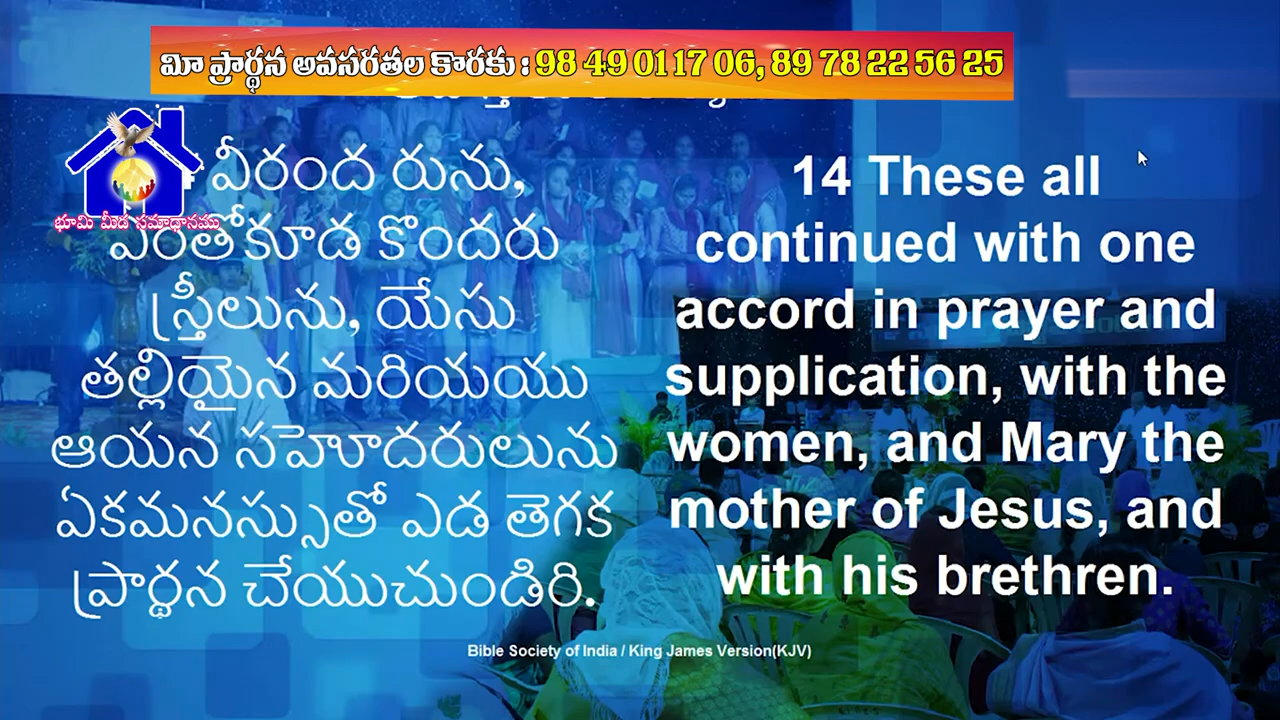 మీ ప్రార్థన అవసరతల కొరకు : 98 49 01 17 06, 89 78 22 56 25
భూమి మీద సమాధానము
వీరంద రును,
వీరితోకూడ కొందరు
స్త్రీలును, యేసు
తల్లియైన మరియయు
ఆయన సహెూదరులును
ఏకమనస్సుతో ఎడ తెగక
ప్రార్థన చేయుచుండిరి.
14 These all
continued with one
accord in prayer and
supplication, with the
women, and Mary the
mother of Jesus, and
with his brethren.
Bible Society of India / King James Version(KJV)